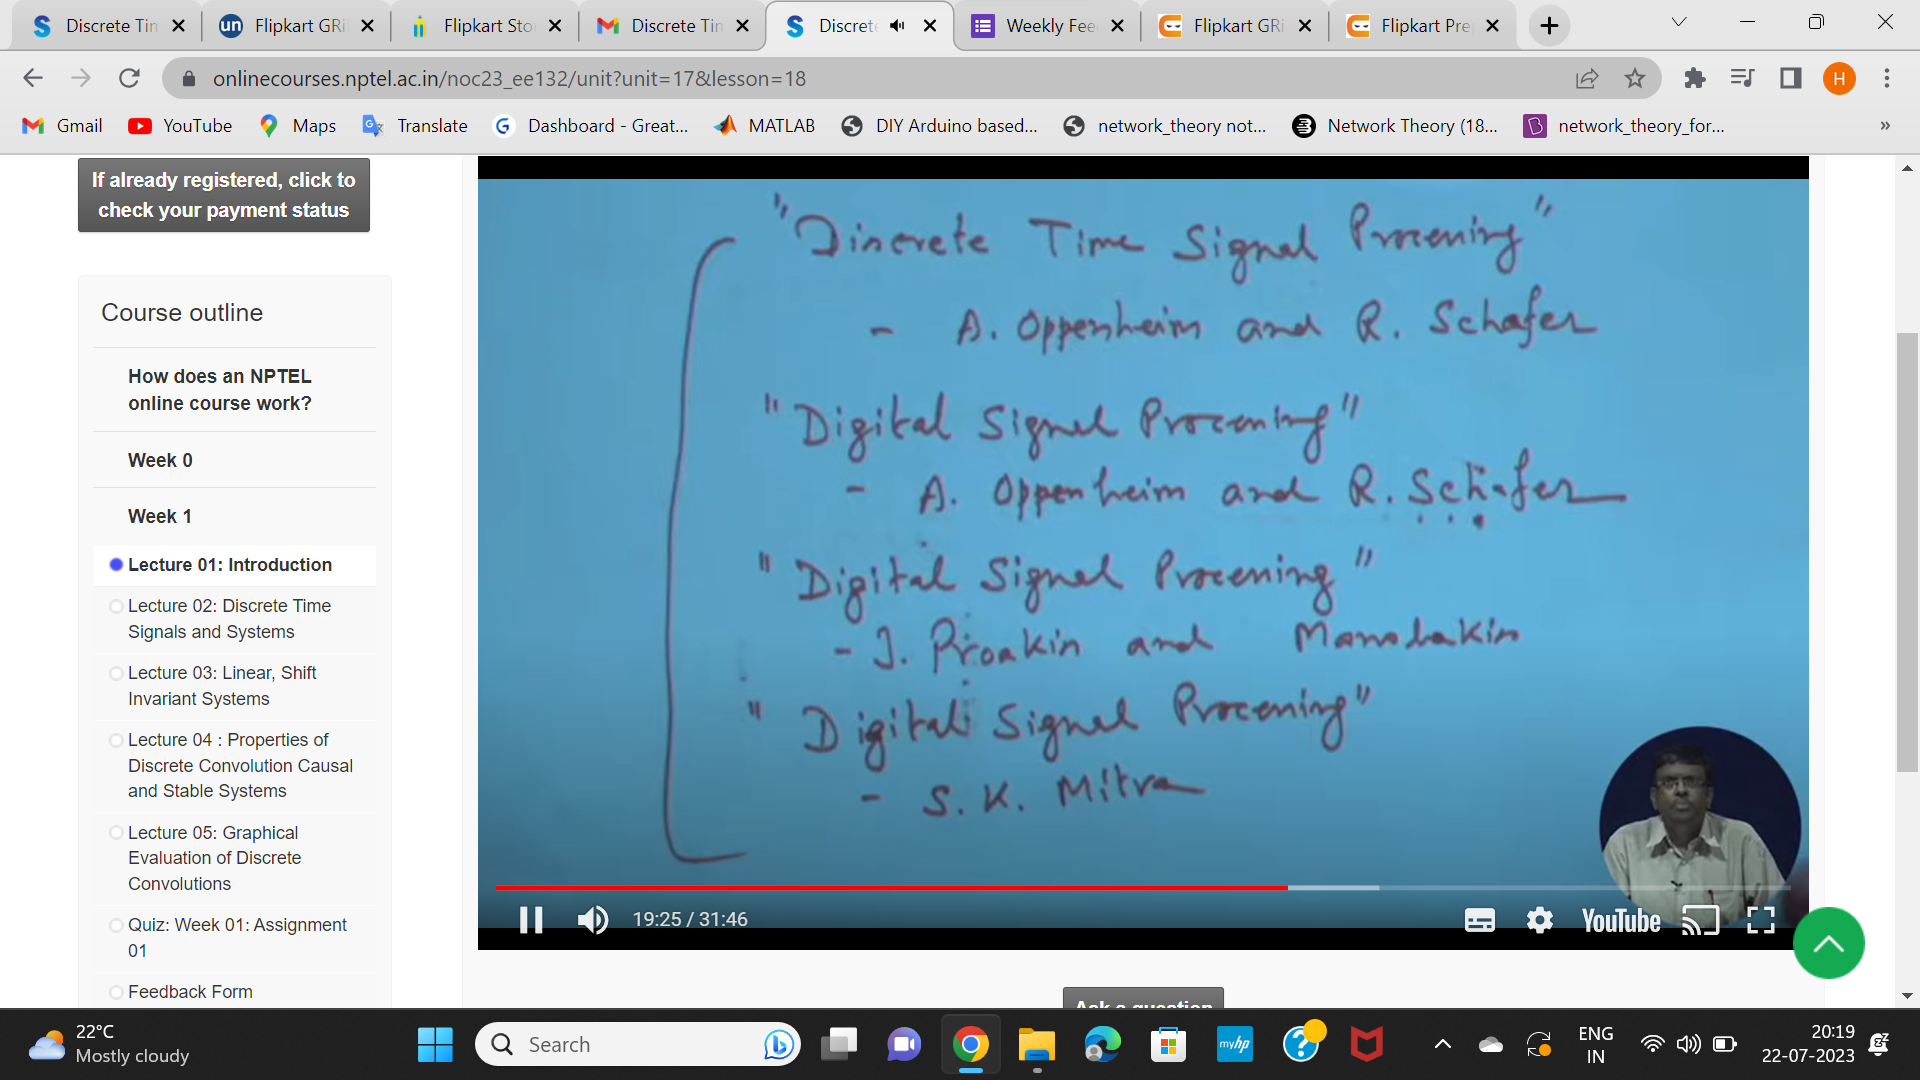 Discrete Tim
Flipkart GRi
Flipkart Sto
Discrete Tim
Discrete
Weekly Fee
Flipkart GRi
Flipkart Pre
onlinecourses.nptel.ac.in/noc23_ee132/unit?unit=17&lesson=18
H
Gmail
YouTube
Maps
Translate
Dashboard - Great...
MATLAB
DIY Arduino based...
network_theory not...
Network Theory (18...
network_theory_for...
»
If already registered, click to
check your payment status
Course outline
How does an NPTEL
online course work?
Week 0
Week 1
Lecture 01: Introduction
Lecture 02: Discrete Time
Signals and Systems
Lecture 03: Linear, Shift
Invariant Systems
Lecture 04 : Properties of
Discrete Convolution Causal
and Stable Systems
Lecture 05: Graphical
Evaluation of Discrete
Convolutions
Quiz: Week 01: Assignment
01
Feedback Form
"Discrete Time Signal Processing"
- A. Oppenheim and R. Schafer
"Digital Signal Processing"
- A. Oppenheim and R. Schafer
"Digital Signal Processing"
- J. Proakis and Manolakis
"Digital Signal Processing"
- S. K. Mitra
19:25 / 31:46
YouTube
Ask a question
22°C
Mostly cloudy
Search
myhp
ENG
IN
20:19
22-07-2023